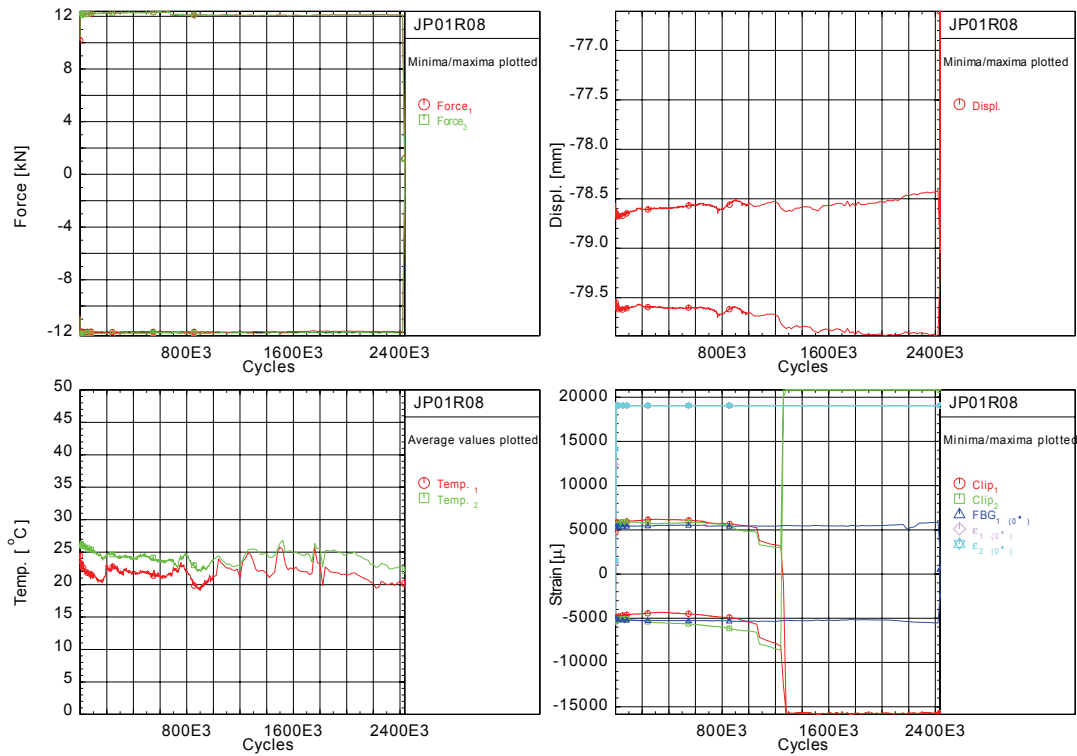 JP01R08
Minima/maxima plotted
Force1
Force3
Force [kN]
12
8
4
0
-4
-8
-12
800E3
1600E3
2400E3
Cycles
JP01R08
Minima/maxima plotted
Displ.
Displ. [mm]
-77.0
-77.5
-78.0
-78.5
-79.0
-79.5
800E3
1600E3
2400E3
Cycles
JP01R08
Average values plotted
Temp. 1
Temp. 2
Temp. [ °C]
50
45
40
35
30
25
20
15
10
5
0
800E3
1600E3
2400E3
Cycles
JP01R08
Minima/maxima plotted
Clip1
Clip2
FBG1 (0°)
ε1 (0°)
ε2 (0°)
Strain [µ]
20000
15000
10000
5000
0
-5000
-10000
-15000
800E3
1600E3
2400E3
Cycles